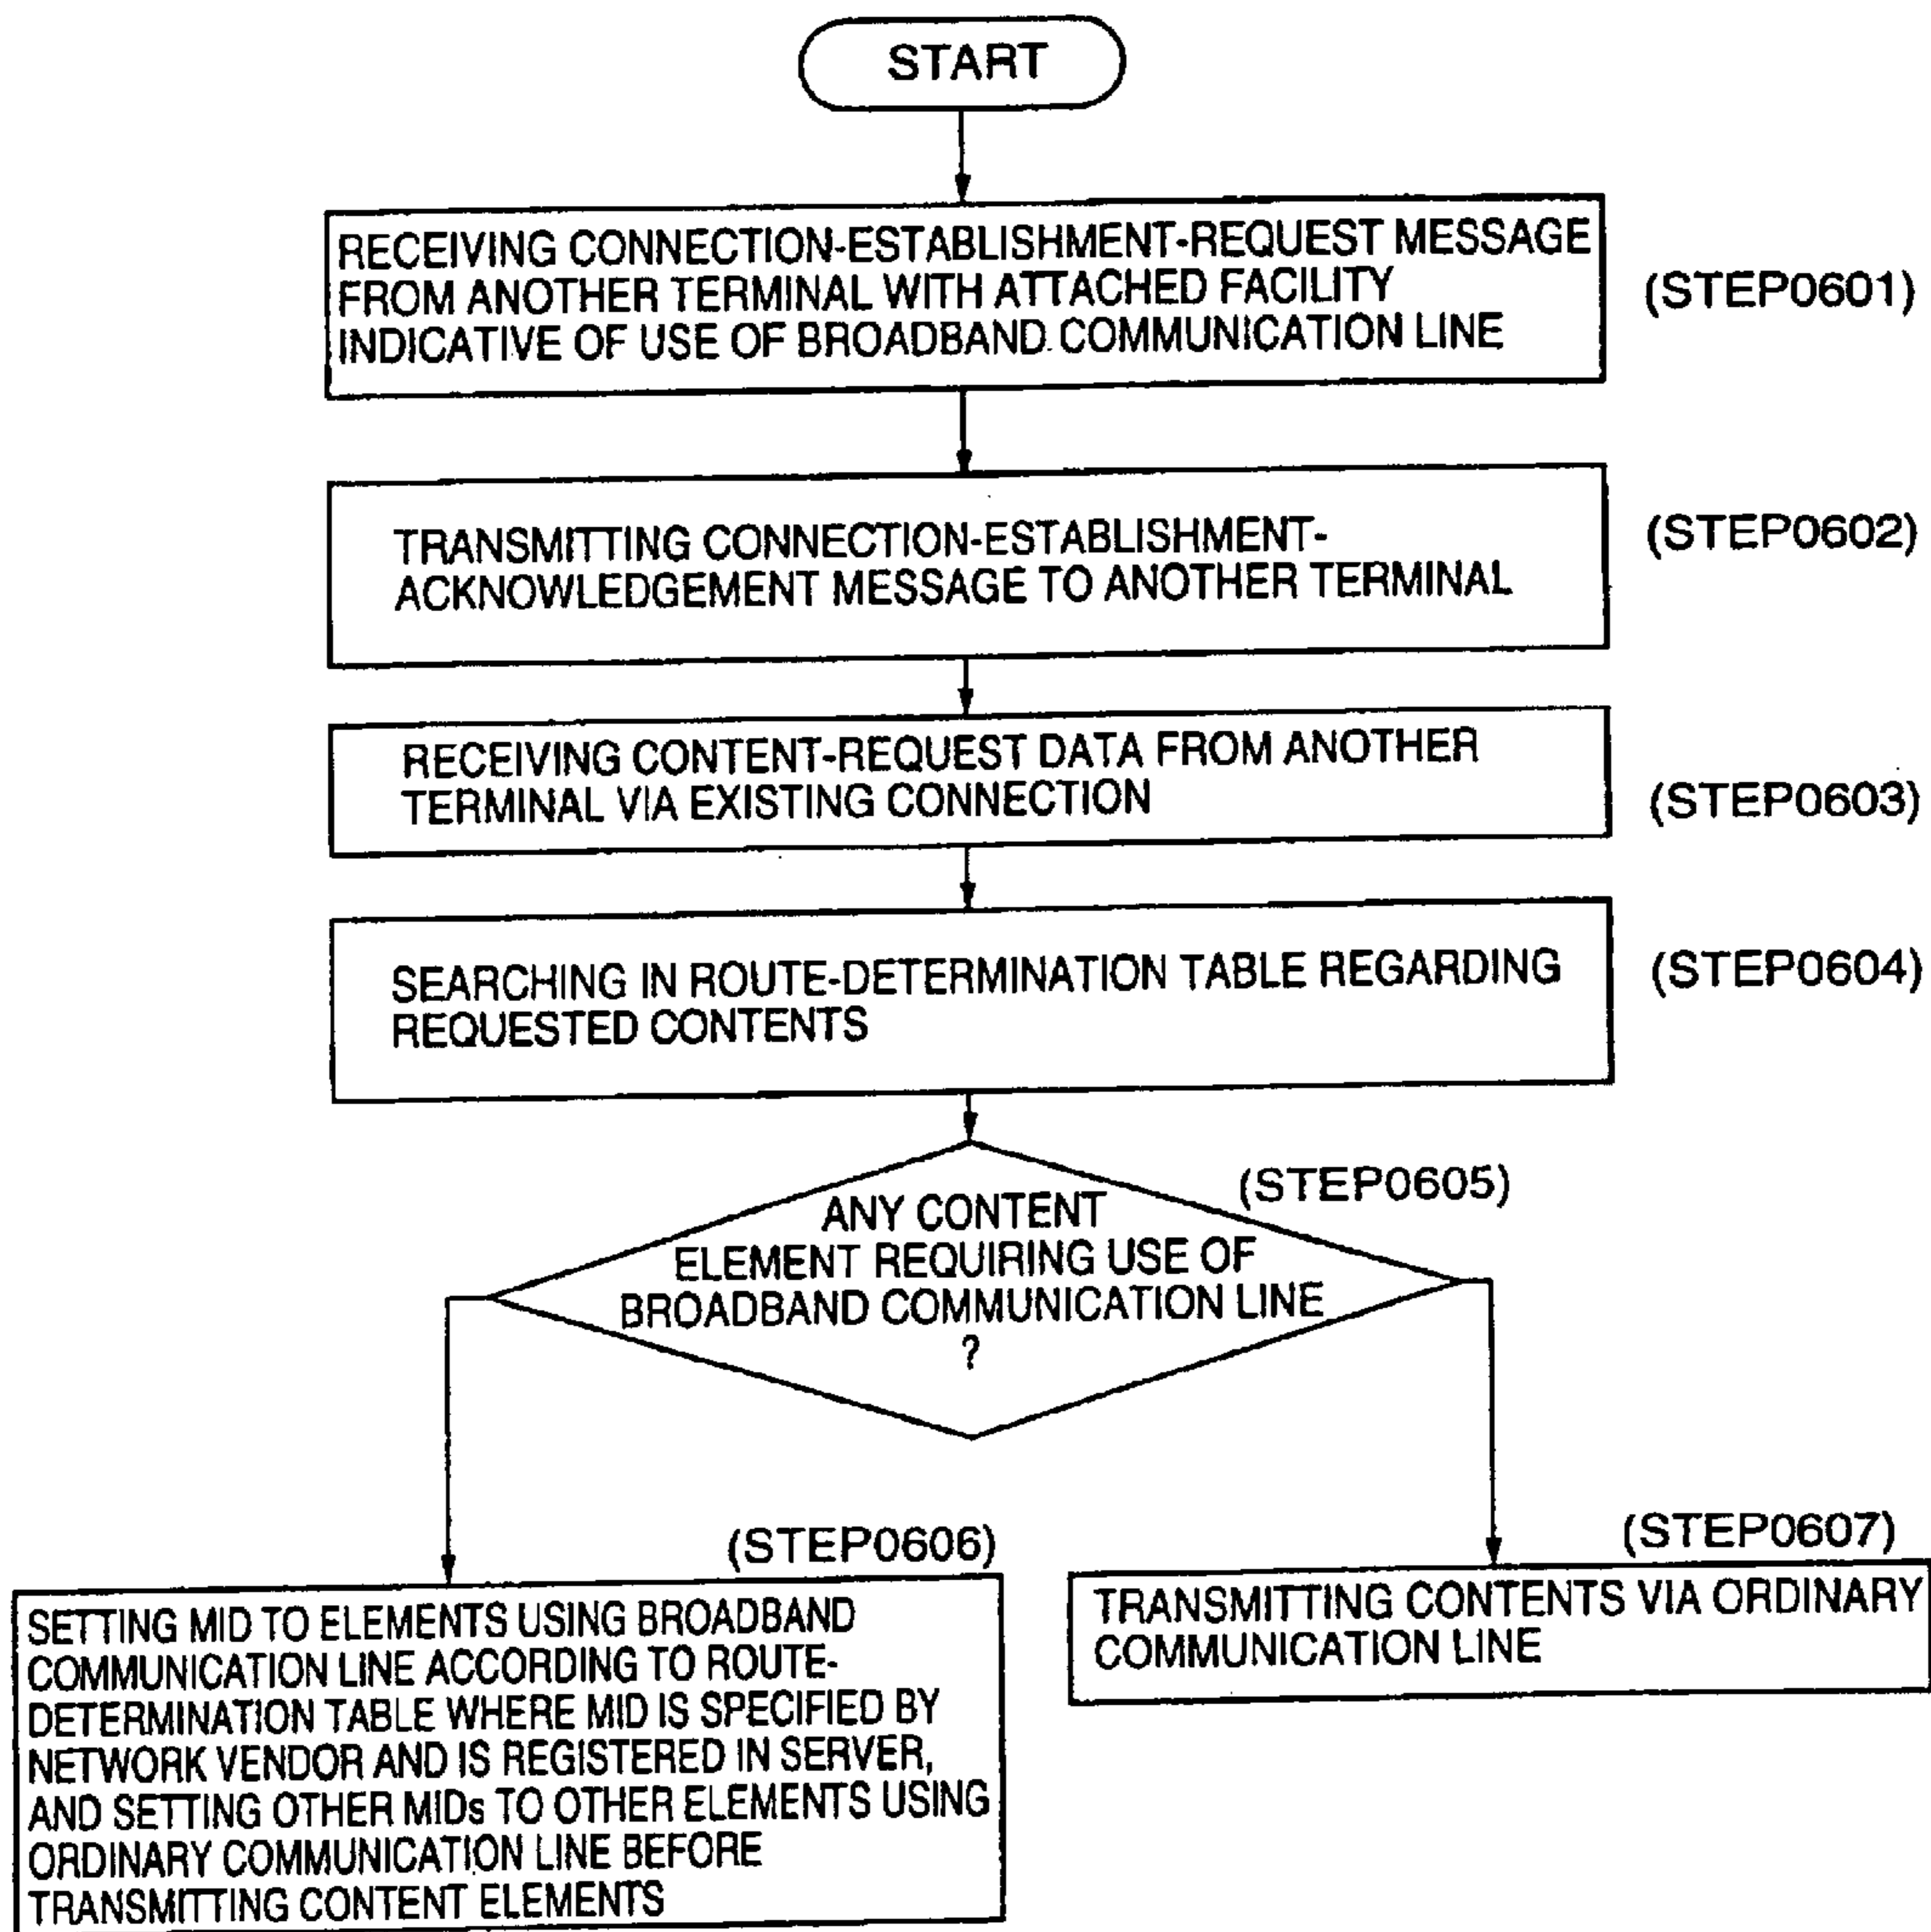 START
RECEIVING CONNECTION-ESTABLISHMENT-REQUEST MESSAGE
FROM ANOTHER TERMINAL WITH ATTACHED FACILITY
INDICATIVE OF USE OF BROADBAND COMMUNICATION LINE
(STEP0601)
TRANSMITTING CONNECTION-ESTABLISHMENT-
ACKNOWLEDGEMENT MESSAGE TO ANOTHER TERMINAL
(STEP0602)
RECEIVING CONTENT-REQUEST DATA FROM ANOTHER
TERMINAL VIA EXISTING CONNECTION
(STEP0603)
SEARCHING IN ROUTE-DETERMINATION TABLE REGARDING
REQUESTED CONTENTS
(STEP0604)
(STEP0605)
ANY CONTENT
ELEMENT REQUIRING USE OF
BROADBAND COMMUNICATION LINE
?
(STEP0606)
SETTING MID TO ELEMENTS USING BROADBAND
COMMUNICATION LINE ACCORDING TO ROUTE-
DETERMINATION TABLE WHERE MID IS SPECIFIED BY
NETWORK VENDOR AND IS REGISTERED IN SERVER,
AND SETTING OTHER MIDs TO OTHER ELEMENTS USING
ORDINARY COMMUNICATION LINE BEFORE
TRANSMITTING CONTENT ELEMENTS
(STEP0607)
TRANSMITTING CONTENTS VIA ORDINARY
COMMUNICATION LINE